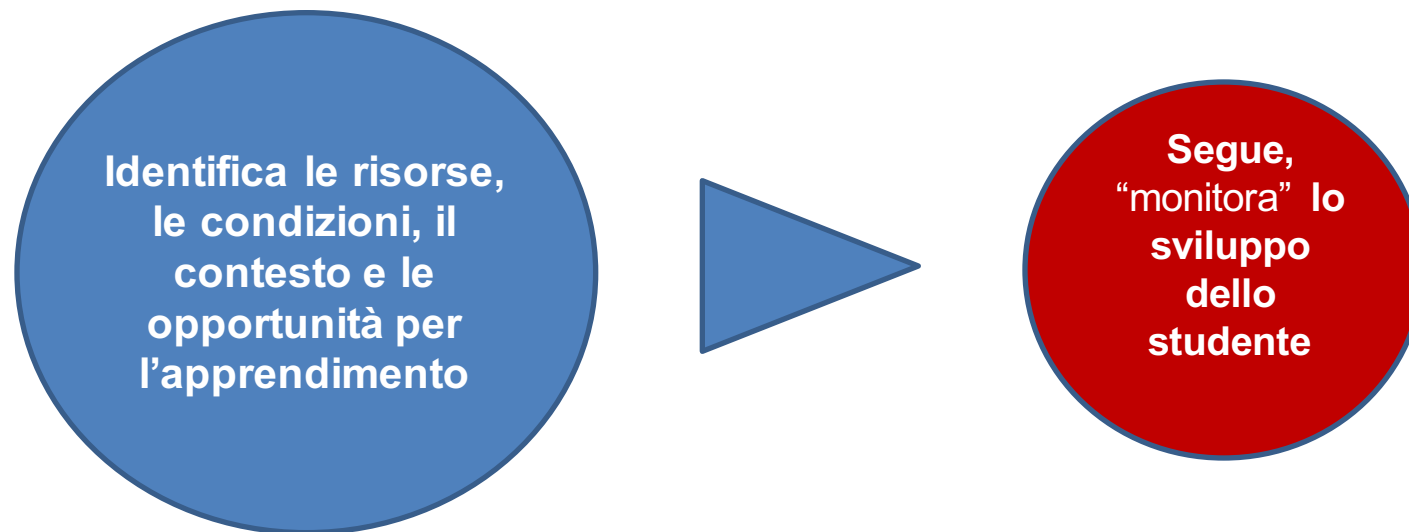 Identifica le risorse,
le condizioni, il
contesto e le
opportunità per
l’apprendimento
Segue,
“monitora” lo
sviluppo
dello
studente